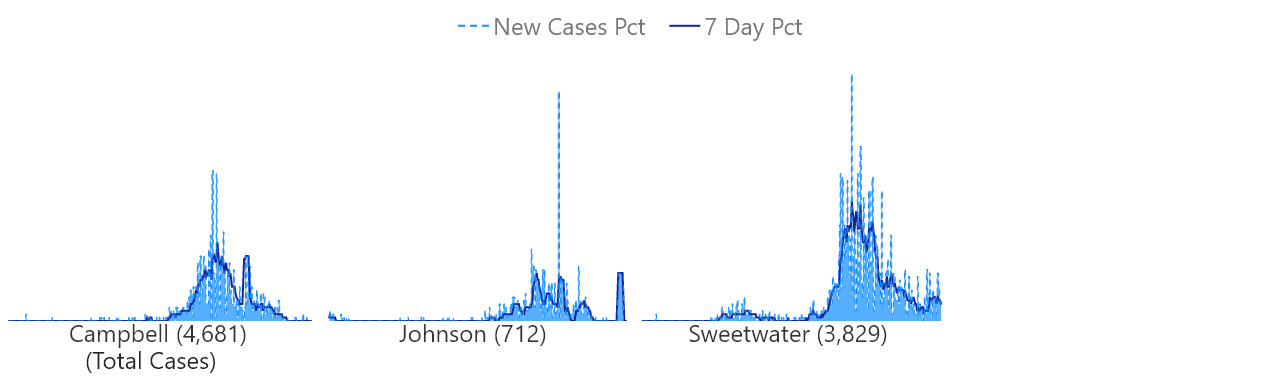 New Cases Pct 7 Day Pct
Campbell (4,681) Johnson (712) Sweetwater (3,829)
(Total Cases)